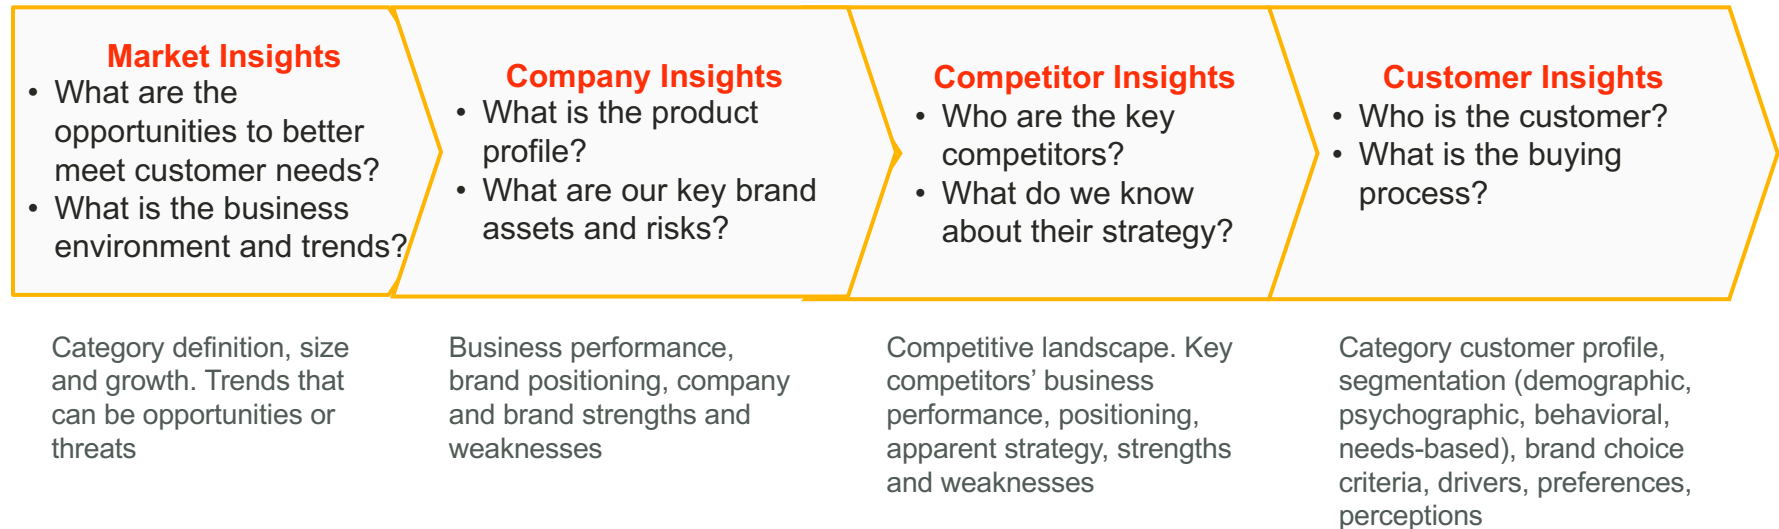 Market Insights
• What are the
opportunities to better
meet customer needs?
• What is the business
environment and trends?
Company Insights
• What is the product
profile?
• What are our key brand
assets and risks?
Competitor Insights
• Who are the key
competitors?
• What do we know
about their strategy?
Customer Insights
• Who is the customer?
• What is the buying
process?
Category definition, size
and growth. Trends that
can be opportunities or
threats
Business performance,
brand positioning, company
and brand strengths and
weaknesses
Competitive landscape. Key
competitors’ business
performance, positioning,
apparent strategy, strengths
and weaknesses
Category customer profile,
segmentation (demographic,
psychographic, behavioral,
needs-based), brand choice
criteria, drivers, preferences,
perceptions